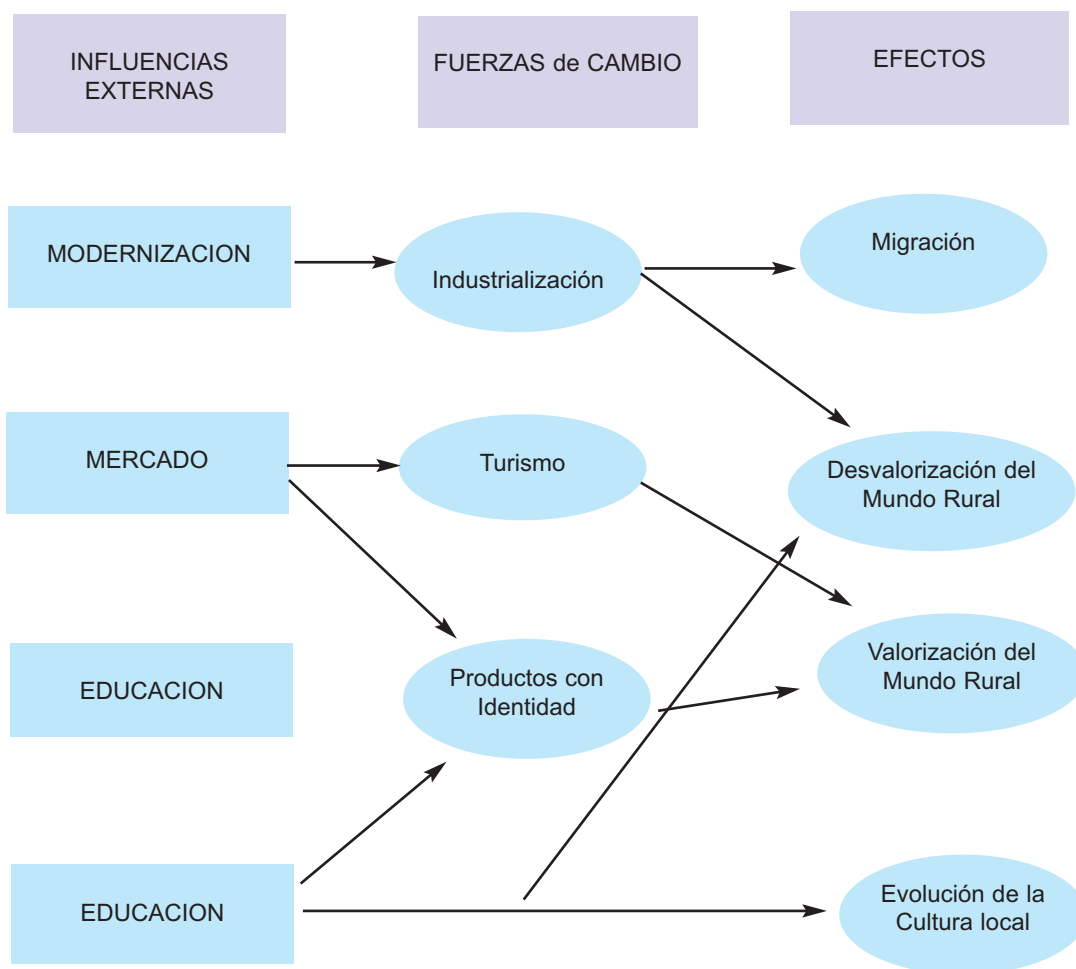 INFLUENCIAS
EXTERNAS
FUERZAS de CAMBIO
EFECTOS
MODERNIZACION
Industrialización
Migración
MERCADO
Turismo
Desvalorización del
Mundo Rural
EDUCACION
Productos con
Identidad
Valorización del
Mundo Rural
EDUCACION
Evolución de la
Cultura local